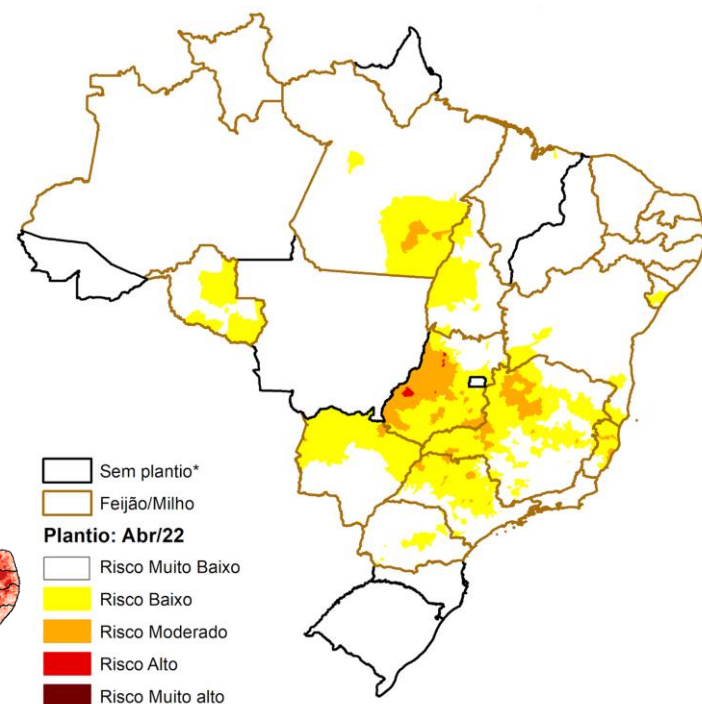 Sem plantio*
Feijão/Milho
Plantio: Abr/22
Risco Muito Baixo
Risco Baixo
Risco Moderado
Risco Alto
Risco Muito alto